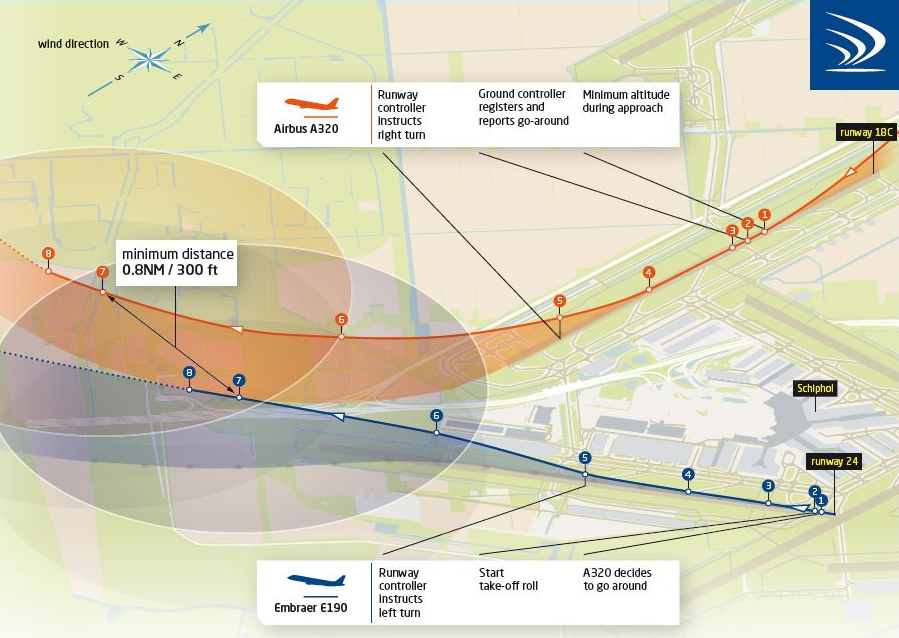 wind direction
W
N
S
E
Airbus A320
Runway
controller
instructs
right turn
Ground controller
registers and
reports go-around
Minimum altitude
during approach
runway 18C
1
2
3
4
5
6
7
8
minimum distance
0.8NM / 300 ft
8
7
6
5
4
3
2
1
Schiphol
runway 24
Embraer E190
Runway
controller
instructs
left turn
Start
take-off roll
A320 decides
to go around